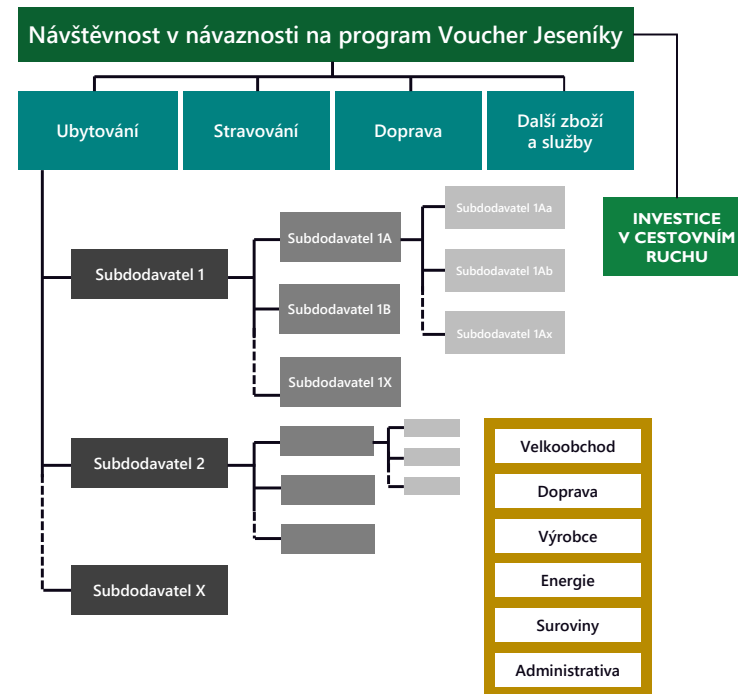 Návštěvnost v návaznosti na program Voucher Jeseníky
Ubytování
Stravování
Doprava
Další zboží
a služby
INVESTICE
V CESTOVNÍM
RUCHU
Subdodavatel 1
Subdodavatel 1A
Subdodavatel 1Aa
Subdodavatel 1Ab
Subdodavatel 1Ax
Subdodavatel 1B
Subdodavatel 1X
Subdodavatel 2
Subdodavatel X
Velkoobchod
Doprava
Výrobce
Energie
Suroviny
Administrativa